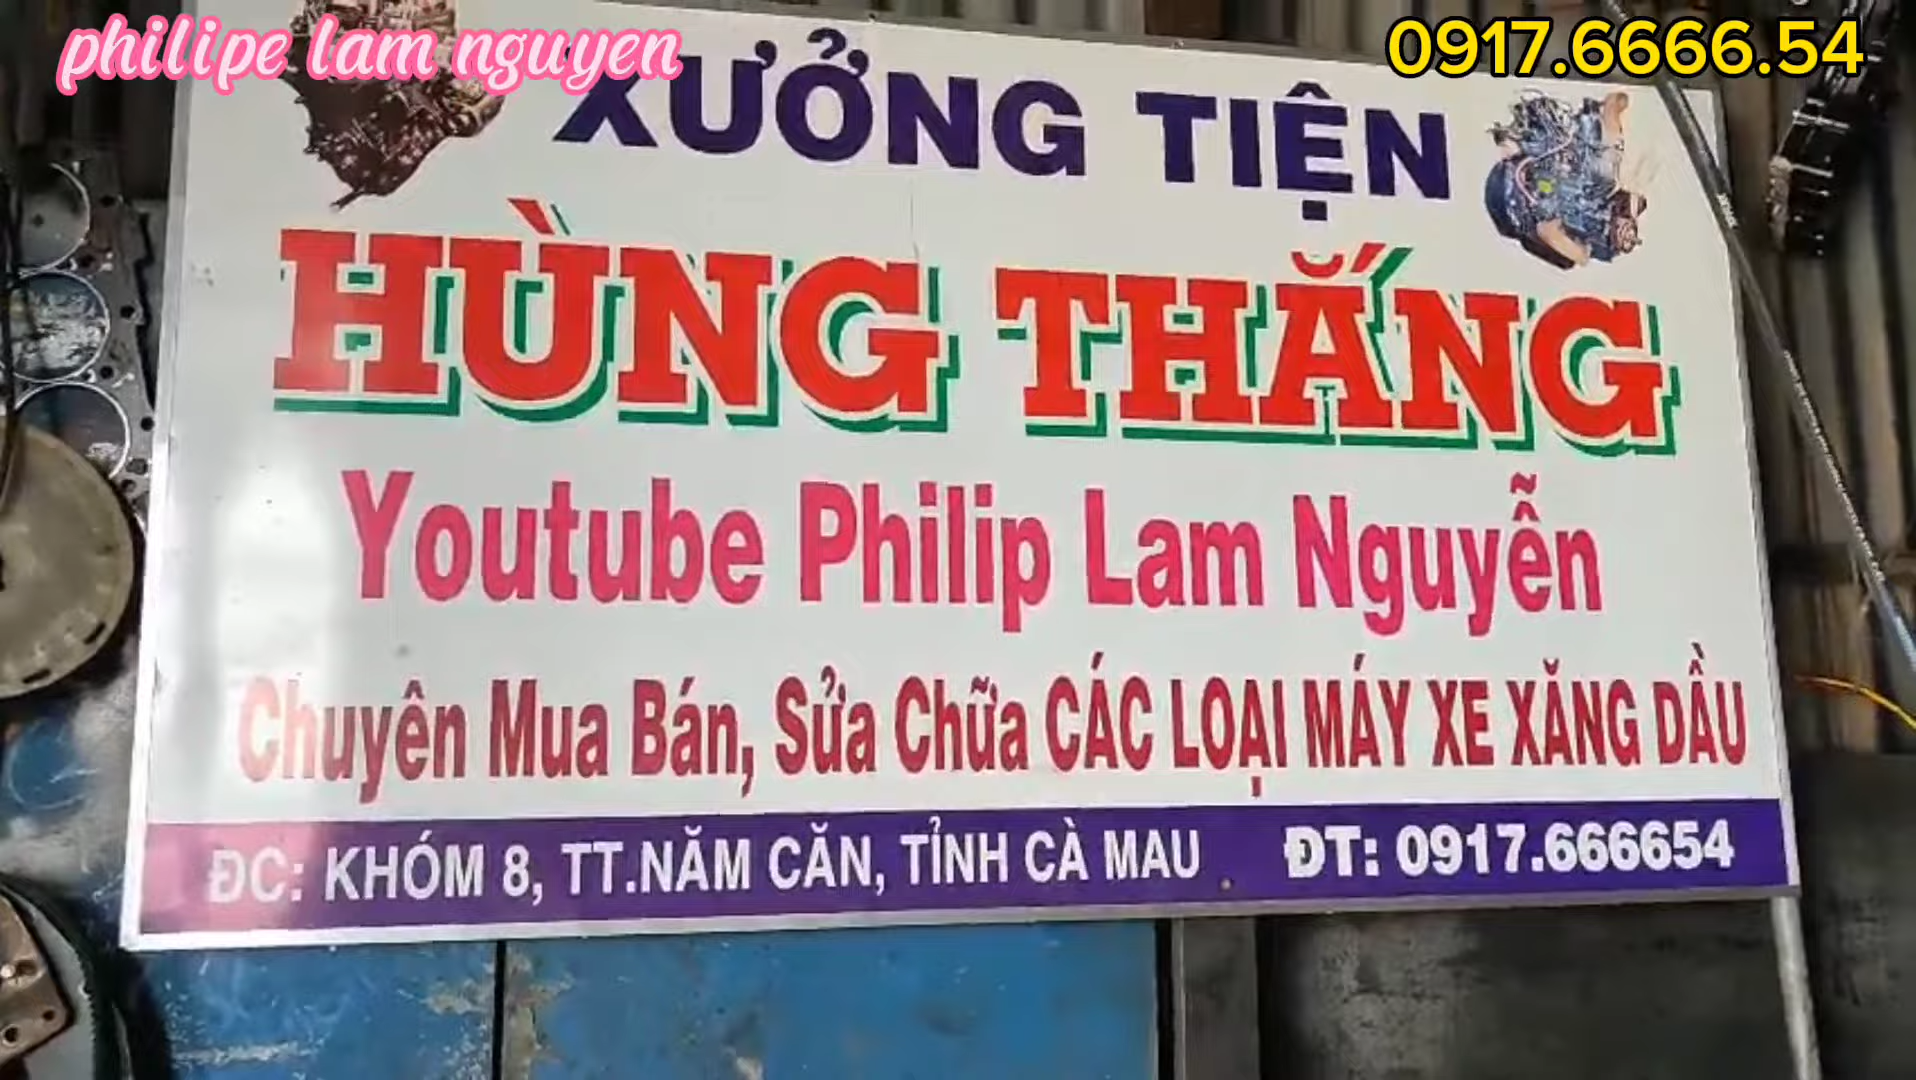 philipe lam nguyen
0917.6666.54
XƯỞNG TIỆN
HÙNG THẮNG
Youtube Philip Lam Nguyễn
Chuyên Mua Bán, Sửa Chữa CÁC LOẠI MÁY XE XĂNG DẦU
ĐC: KHÓM 8, TT.NĂM CĂN, TỈNH CÀ MAU ĐT: 0917.666654